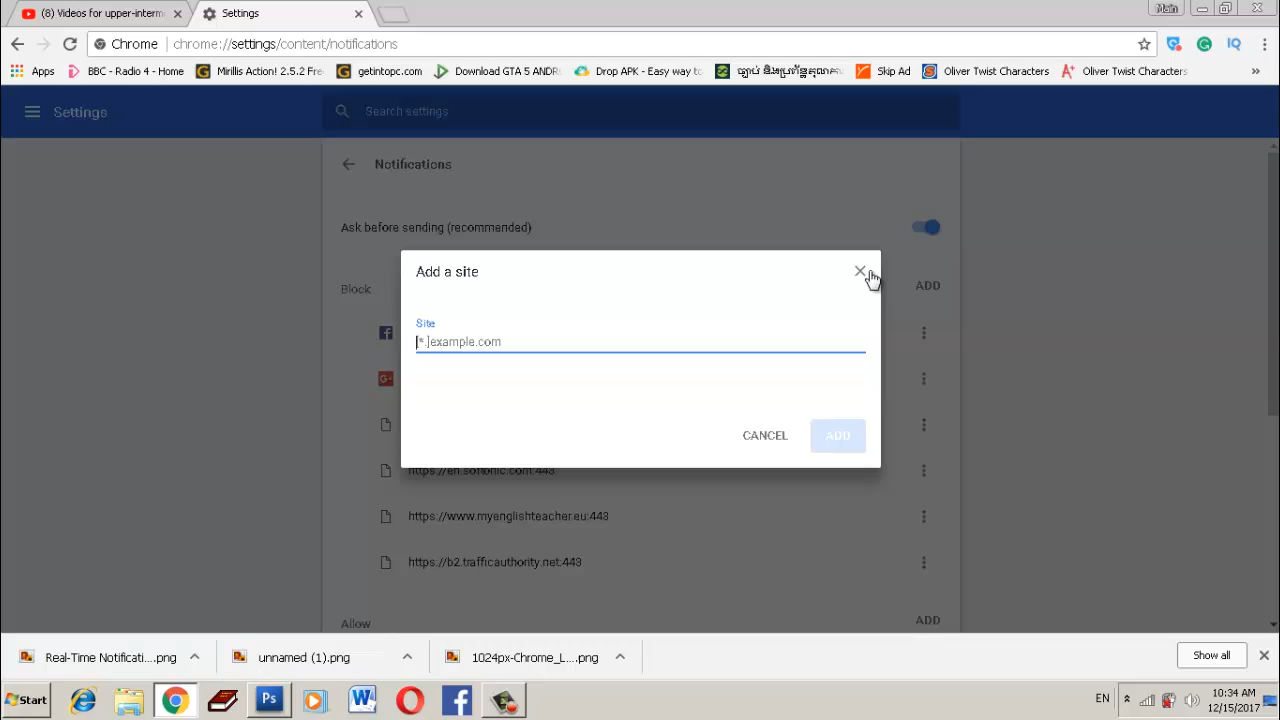 (8) Videos for upper-interm
Settings
Main
Chrome
chrome://settings/content/notifications
Apps
BBC - Radio 4 - Home
Mirillis Action! 2.5.2 Fre
getintopc.com
Download GTA 5 ANDR
Drop APK - Easy way to
Skip Ad
Oliver Twist Characters
Oliver Twist Characters
Settings
Search settings
Notifications
Ask before sending (recommended)
Add a site
Block
ADD
Site
[*.]example.com
CANCEL
ADD
https://en.softonic.com:443
https://www.myenglishteacher.eu:443
https://b2.trafficauthority.net:443
Allow
ADD
Real-Time Notificati....png
unnamed (1).png
1024px-Chrome_L....png
Show all
Start
Ps
EN
10:34 AM
12/15/2017